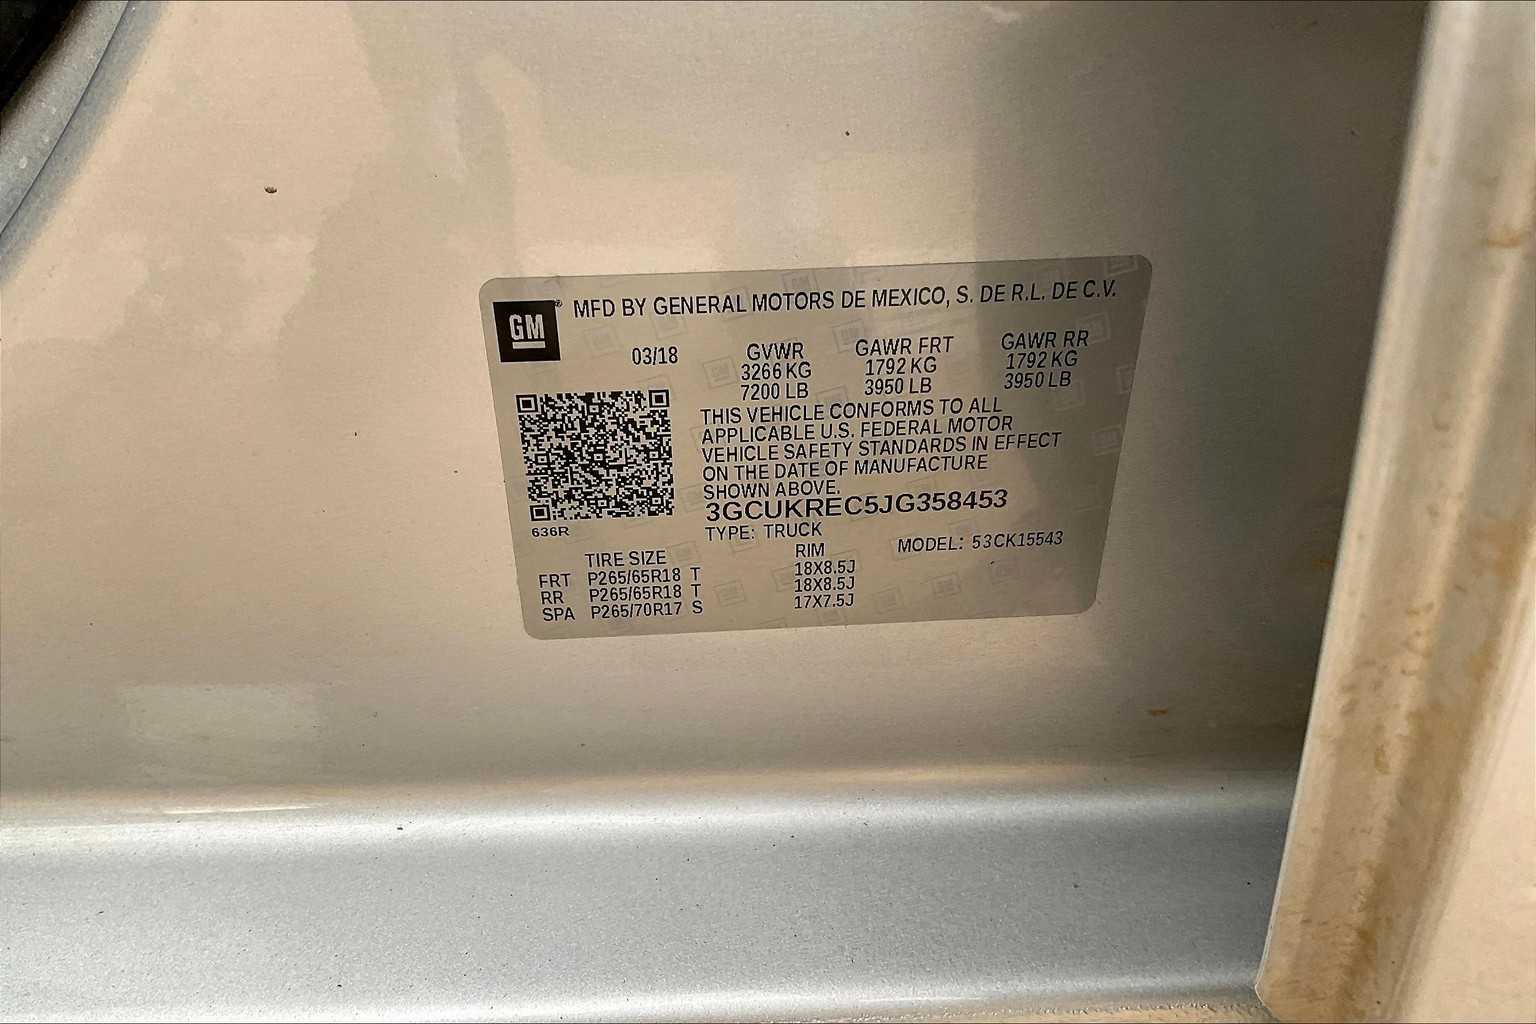 GM® MFD BY GENERAL MOTORS DE MEXICO, S. DE R.L. DE C.V.
03/18 GVWR GAWR FRT GAWR RR
3266 KG 1792 KG 1792 KG
7200 LB 3950 LB 3950 LB
THIS VEHICLE CONFORMS TO ALL
APPLICABLE U.S. FEDERAL MOTOR
VEHICLE SAFETY STANDARDS IN EFFECT
ON THE DATE OF MANUFACTURE
SHOWN ABOVE.
3GCUKREC5JG358453
636R
TYPE: TRUCK
MODEL: 53CK15543
TIRE SIZE RIM
FRT P265/65R18 T 18X8.5J
RR P265/65R18 T 18X8.5J
SPA P265/70R17 S 17X7.5J